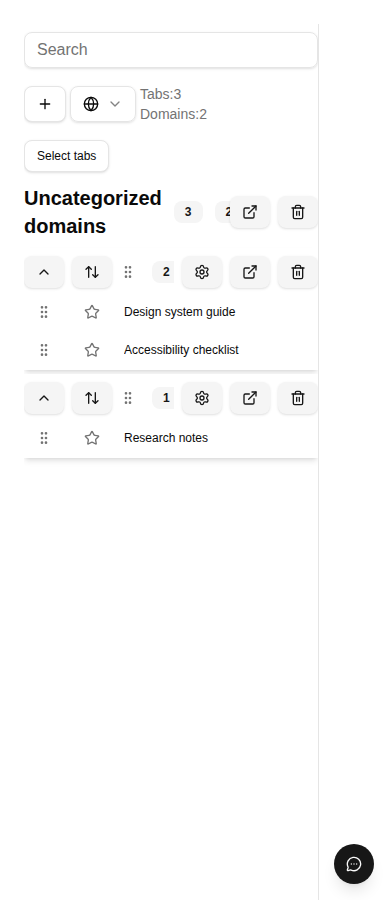 Search
Tabs:3
Domains:2
Select tabs
Uncategorized
domains
3
2
2
Design system guide
Accessibility checklist
1
Research notes